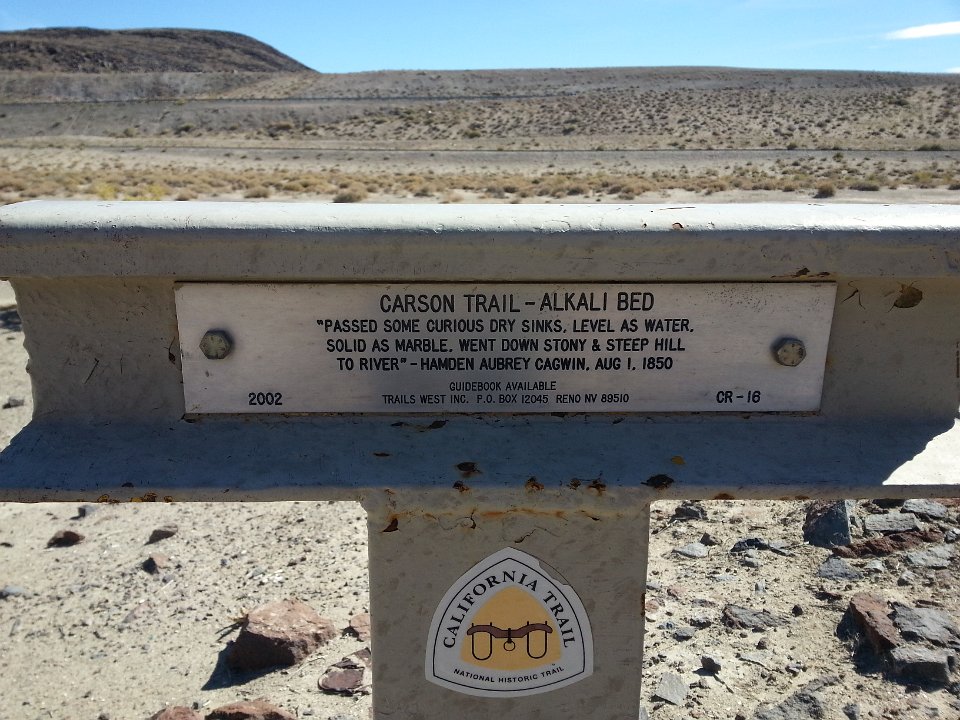 CARSON TRAIL - ALKALI BED
"PASSED SOME CURIOUS DRY SINKS, LEVEL AS WATER,
SOLID AS MARBLE, WENT DOWN STONY & STEEP HILL
TO RIVER" - HAMDEN AUBREY CAGWIN, AUG 1, 1850
GUIDEBOOK AVAILABLE
2002 TRAILS WEST INC. P.O. BOX 12045 RENO NV 89510 CR-16
CALIFORNIA TRAIL
NATIONAL HISTORIC TRAIL